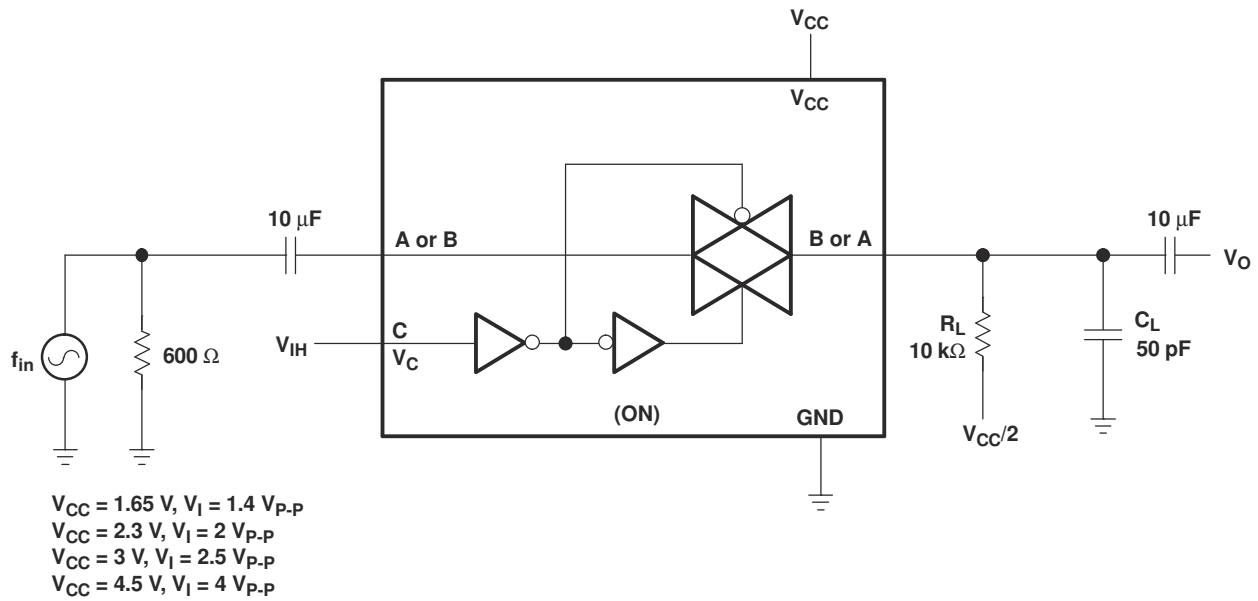 VCC
VCC
10 μF
A or B
B or A
10 μF
VO
fin
600 Ω
VIH
C
VC
RL
10 kΩ
CL
50 pF
(ON)
GND
VCC/2
VCC = 1.65 V, VI = 1.4 VP-P
VCC = 2.3 V, VI = 2 VP-P
VCC = 3 V, VI = 2.5 VP-P
VCC = 4.5 V, VI = 4 VP-P